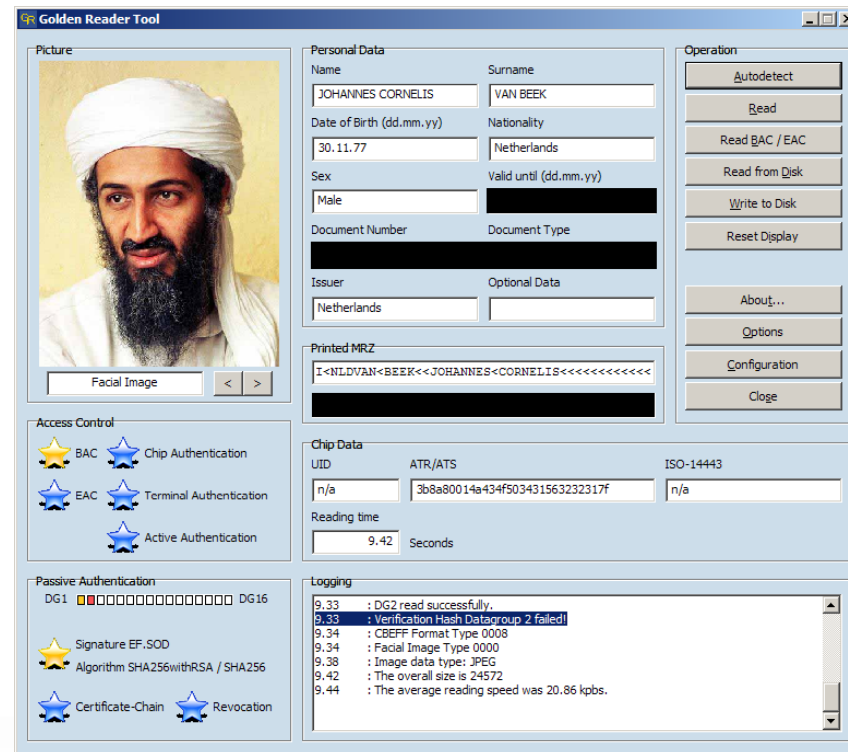 GR Golden Reader Tool
Picture
Facial Image
<
>
Personal Data
Name
Surname
JOHANNES CORNELIS
VAN BEEK
Date of Birth (dd.mm.yy)
Nationality
30.11.77
Netherlands
Sex
Valid until (dd.mm.yy)
Male
Document Number
Document Type
Issuer
Optional Data
Netherlands
Printed MRZ
I<NLDVAN<BEEK<<JOHANNES<CORNELIS<<<<<<<<<<<<
Operation
Autodetect
Read
Read BAC / EAC
Read from Disk
Write to Disk
Reset Display
About...
Options
Configuration
Close
Access Control
BAC
Chip Authentication
EAC
Terminal Authentication
Active Authentication
Chip Data
UID
ATR/ATS
ISO-14443
n/a
3b8a80014a434f503431563232317f
n/a
Reading time
9.42 Seconds
Passive Authentication
DG1
DG16
Signature EF.SOD
Algorithm SHA256withRSA / SHA256
Certificate-Chain
Revocation
Logging
9.33 : DG2 read successfully.
9.33 : Verification Hash Datagroup 2 failed!
9.34 : CBEFF Format Type 0008
9.34 : Facial Image Type 0000
9.38 : Image data type: JPEG
9.42 : The overall size is 24572
9.44 : The average reading speed was 20.86 kpbs.